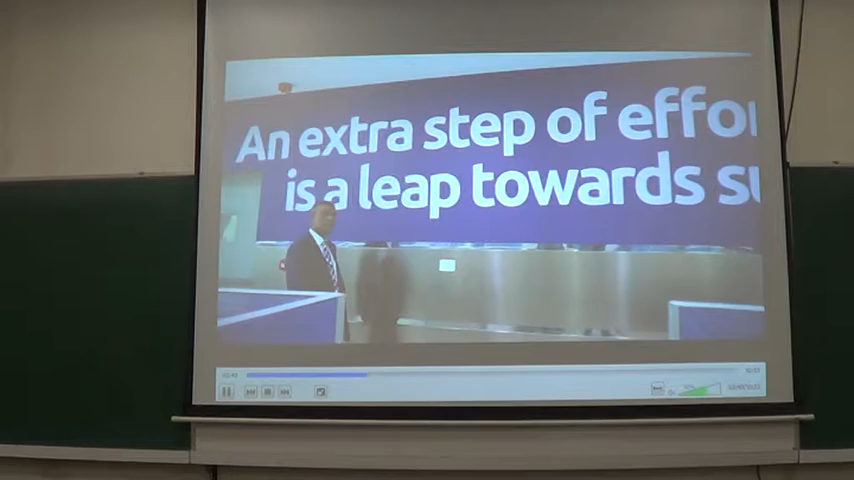 An extra step of effor
is a leap towards su